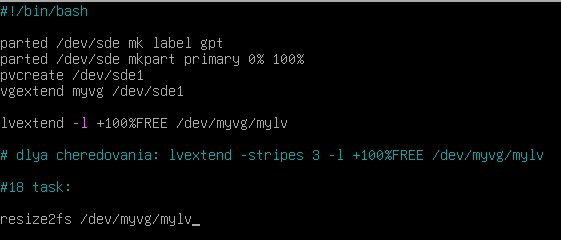 #!/bin/bash
parted /dev/sde mk label gpt
parted /dev/sde mkpart primary 0% 100%
pvcreate /dev/sde1
vgextend myvg /dev/sde1
lvextend -l +100%FREE /dev/myvg/mylv
# dlya cheredovania: lvextend -stripes 3 -l +100%FREE /dev/myvg/mylv
#18 task:
resize2fs /dev/myvg/mylv_